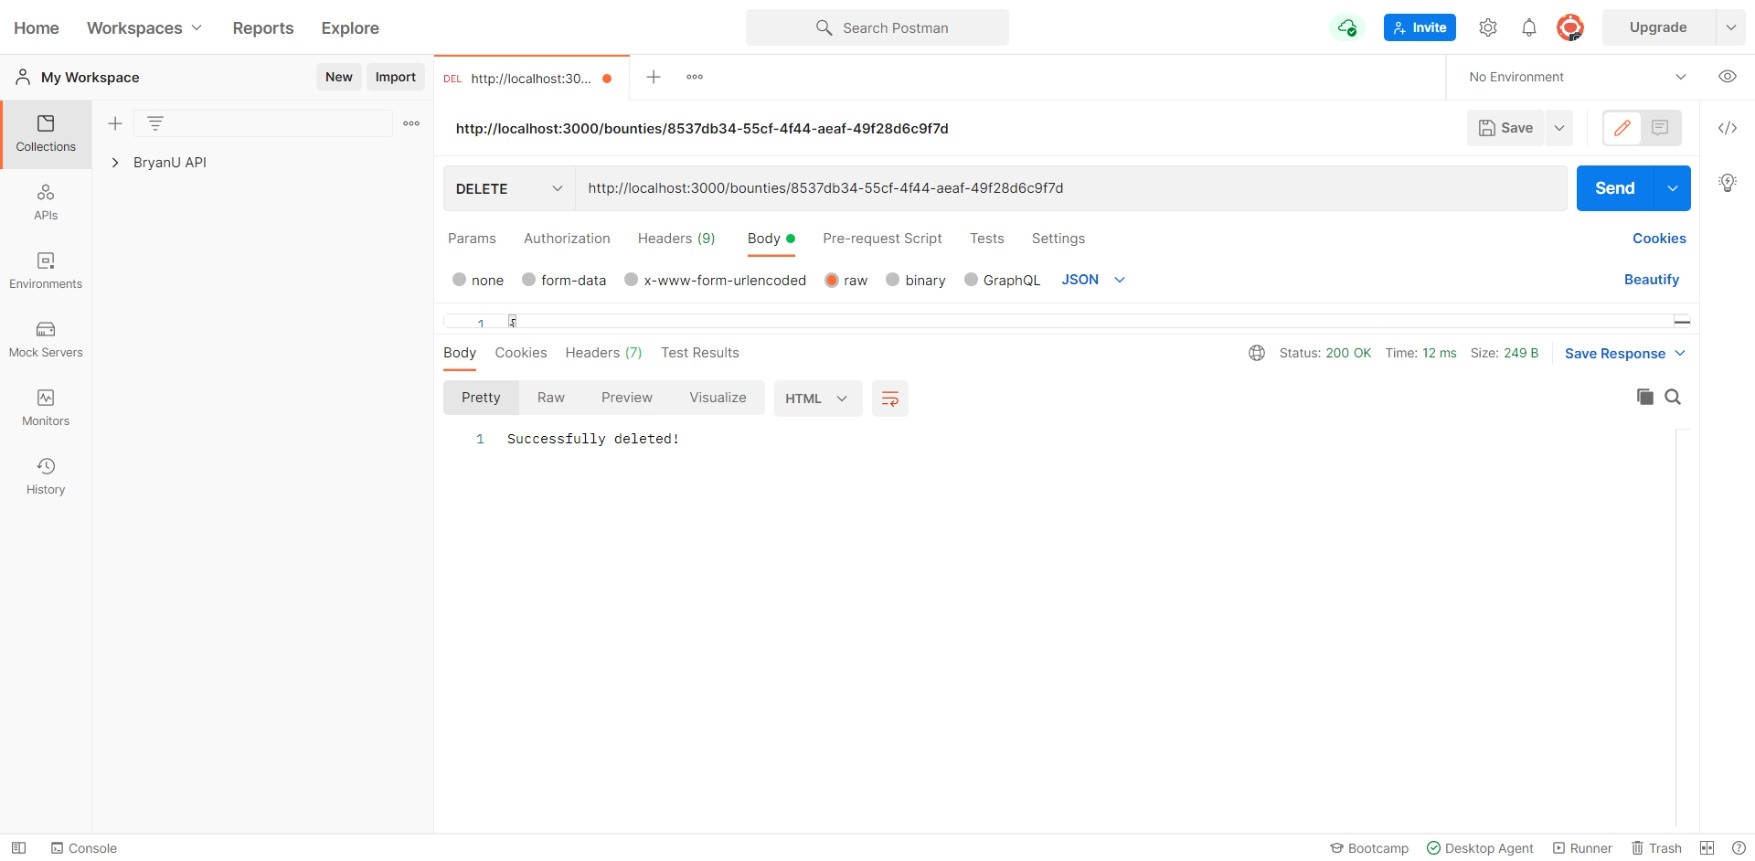 Home Workspaces Reports Explore Search Postman Invite Upgrade
My Workspace New Import DEL http://localhost:30... No Environment
http://localhost:3000/bounties/8537db34-55cf-4f44-aeaf-49f28d6c9f7d Save
Collections
BryanU API
APIs
Environments
Mock Servers
Monitors
History
DELETE http://localhost:3000/bounties/8537db34-55cf-4f44-aeaf-49f28d6c9f7d Send
Params Authorization Headers (9) Body Pre-request Script Tests Settings Cookies
none form-data x-www-form-urlencoded raw binary GraphQL JSON Beautify
1 {
Body Cookies Headers (7) Test Results Status: 200 OK Time: 12 ms Size: 249 B Save Response
Pretty Raw Preview Visualize HTML
1 Successfully deleted!
Console Bootcamp Desktop Agent Runner Trash